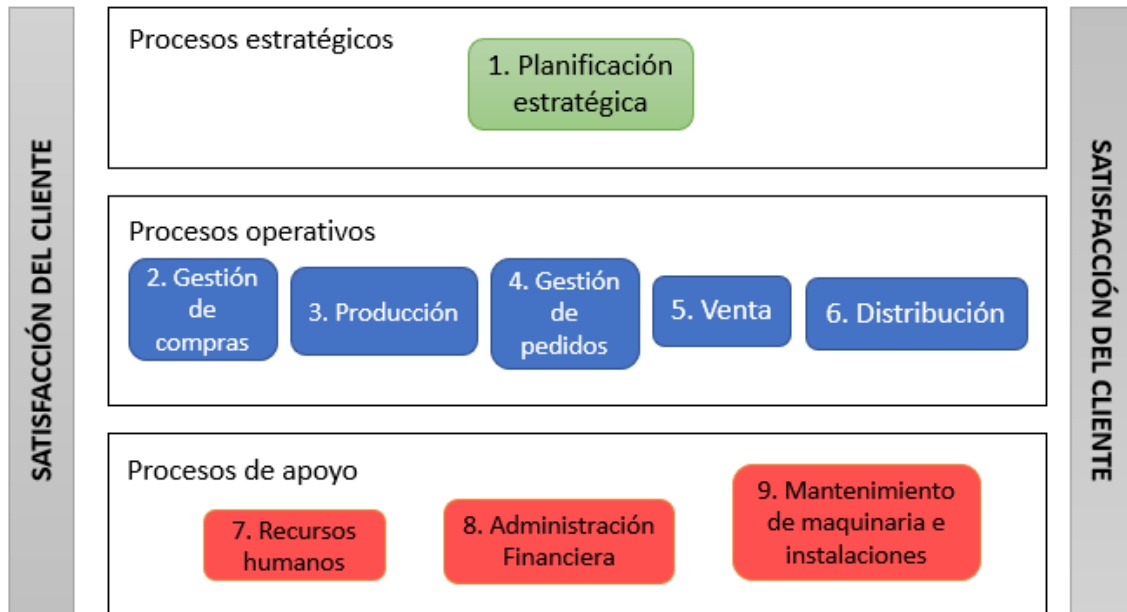 SATISFACCIÓN DEL CLIENTE
Procesos estratégicos
1. Planificación
estratégica
Procesos operativos
2. Gestión
de
compras
3. Producción
4. Gestión
de
pedidos
5. Venta
6. Distribución
Procesos de apoyo
7. Recursos
humanos
8. Administración
Financiera
9. Mantenimiento
de maquinaria e
instalaciones
SATISFACCIÓN DEL CLIENTE